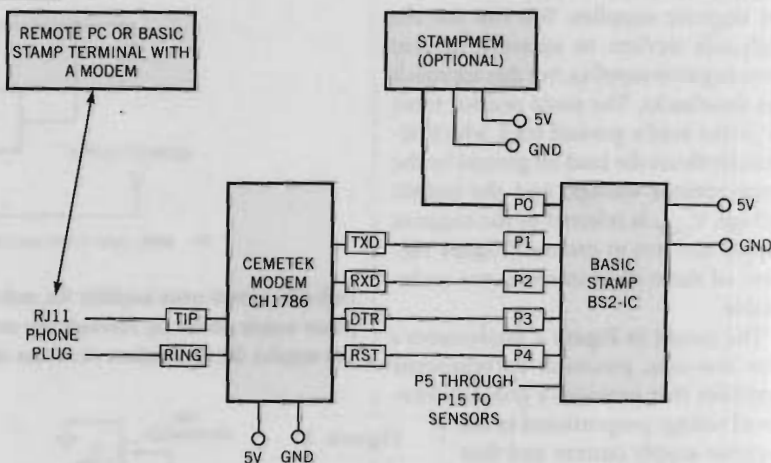 REMOTE PC OR BASIC
STAMP TERMINAL WITH
A MODEM
STAMPMEM
(OPTIONAL)
5V
GND
CEMETEK
MODEM
CH1786
TXD
RXD
DTR
RST
P0
P1
P2
P3
P4
BASIC
STAMP
BS2-IC
5V
GND
RJ11
PHONE
PLUG
TIP
RING
P5 THROUGH
P15 TO
SENSORS
5V
GND